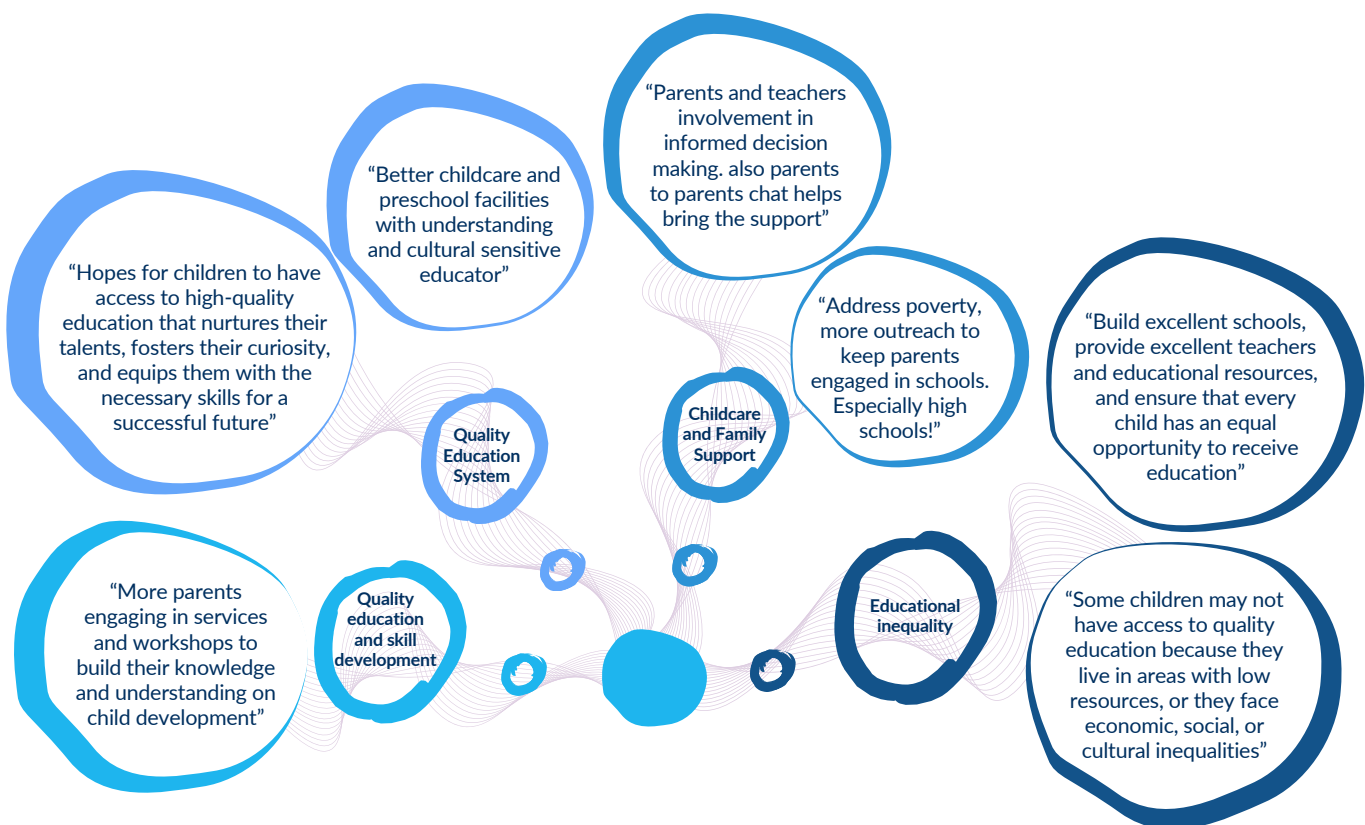 “Parents and teachers
involvement in
informed decision
making. also parents
to parents chat helps
bring the support”
“Better childcare and
preschool facilities
with understanding
and cultural sensitive
educator”
“Hopes for children to have
access to high-quality
education that nurtures their
talents, fosters their curiosity,
and equips them with the
necessary skills for a
successful future”
“Address poverty,
more outreach to
keep parents
engaged in schools.
Especially high
schools!”
“Build excellent schools,
provide excellent teachers
and educational resources,
and ensure that every
child has an equal
opportunity to receive
education”
Quality
Education
System
Childcare
and Family
Support
“More parents
engaging in services
and workshops to
build their knowledge
and understanding on
child development”
Quality
education
and skill
development
Educational
inequality
“Some children may not
have access to quality
education because they
live in areas with low
resources, or they face
economic, social, or
cultural inequalities”